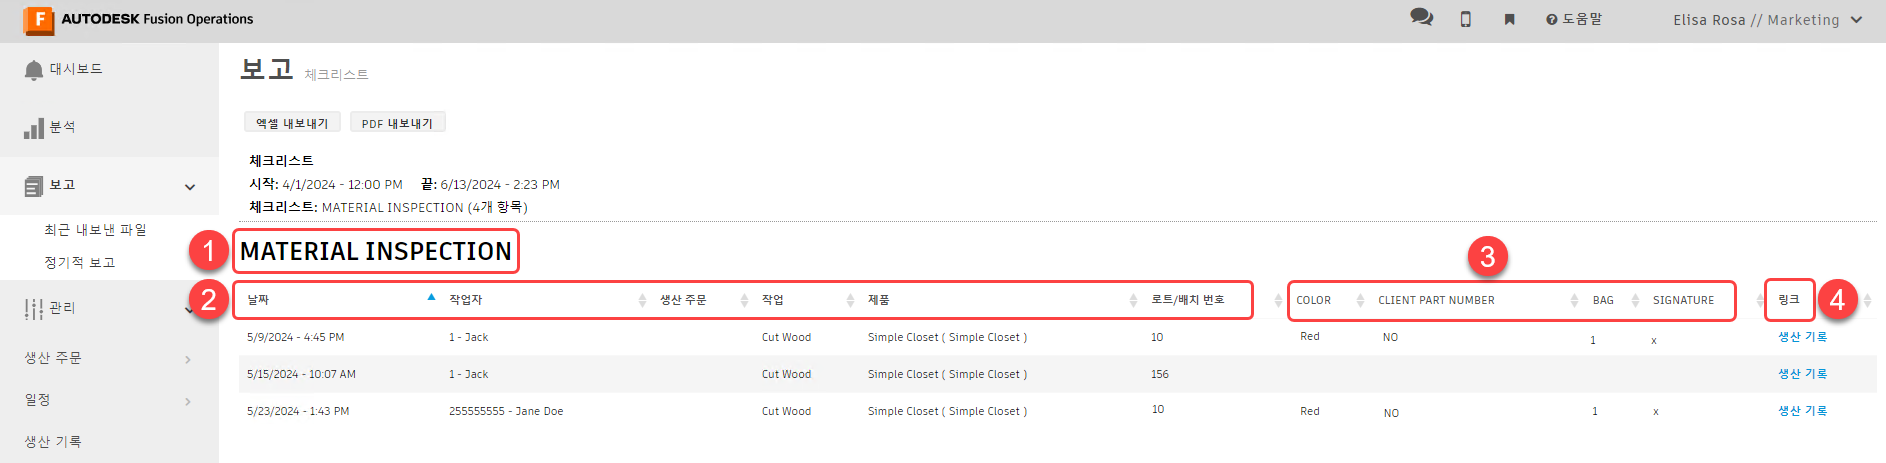 F AUTODESK Fusion Operations
도움말
Elisa Rosa // Marketing
대시보드
분석
보고
최근 내보낸 파일
정기적 보고
관리
생산 주문
일정
생산 기록
보고 체크리스트
엑셀 내보내기 PDF 내보내기
체크리스트
시작: 4/1/2024 - 12:00 PM 끝: 6/13/2024 - 2:23 PM
체크리스트: MATERIAL INSPECTION (4개 항목)
1 MATERIAL INSPECTION
3
2 날짜 작업자 생산 주문 작업 제품 로트/배치 번호 COLOR CLIENT PART NUMBER BAG SIGNATURE 링크 4
5/9/2024 - 4:45 PM 1 - Jack Cut Wood Simple Closet ( Simple Closet ) 10 Red NO 1 x 생산 기록
5/15/2024 - 10:07 AM 1 - Jack Cut Wood Simple Closet ( Simple Closet ) 156 생산 기록
5/23/2024 - 1:43 PM 255555555 - Jane Doe Cut Wood Simple Closet ( Simple Closet ) 10 Red NO 1 x 생산 기록